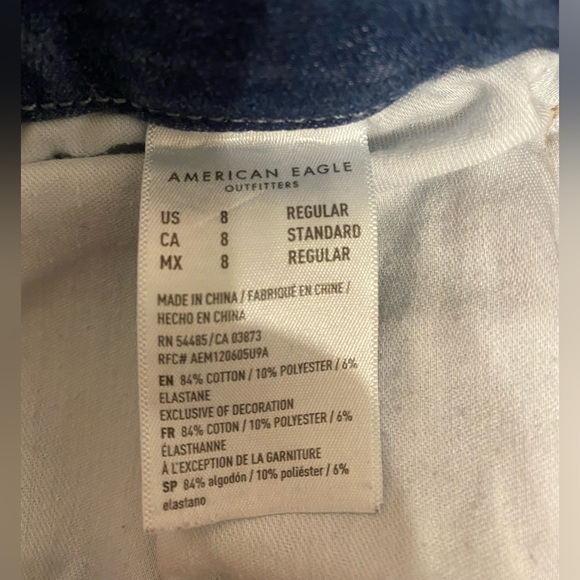 AMERICAN EAGLE
OUTFITTERS
US 8 REGULAR
CA 8 STANDARD
MX 8 REGULAR
MADE IN CHINA / FABRIQUÉ EN CHINE /
HECHO EN CHINA
RN 54485/CA 03873
RFC# AEM120605U9A
EN 84% COTTON / 10% POLYESTER / 6%
ELASTANE
EXCLUSIVE OF DECORATION
FR 84% COTON / 10% POLYESTER / 6%
ÉLASTHANNE
À L'EXCEPTION DE LA GARNITURE
SP 84% algodón / 10% poliéster / 6%
elastano